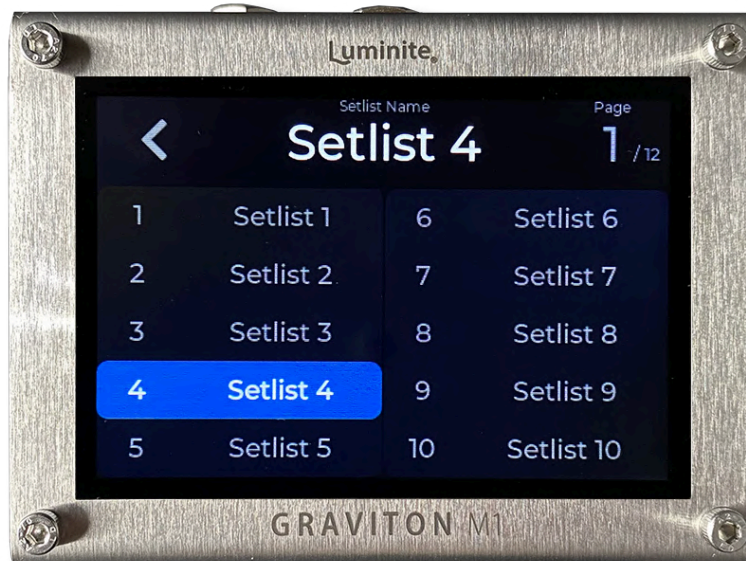 Luminite
Setlist Name
Setlist 4
Page
1 / 12
1 Setlist 1
2 Setlist 2
3 Setlist 3
4 Setlist 4
5 Setlist 5
6 Setlist 6
7 Setlist 7
8 Setlist 8
9 Setlist 9
10 Setlist 10
GRAVITON M1